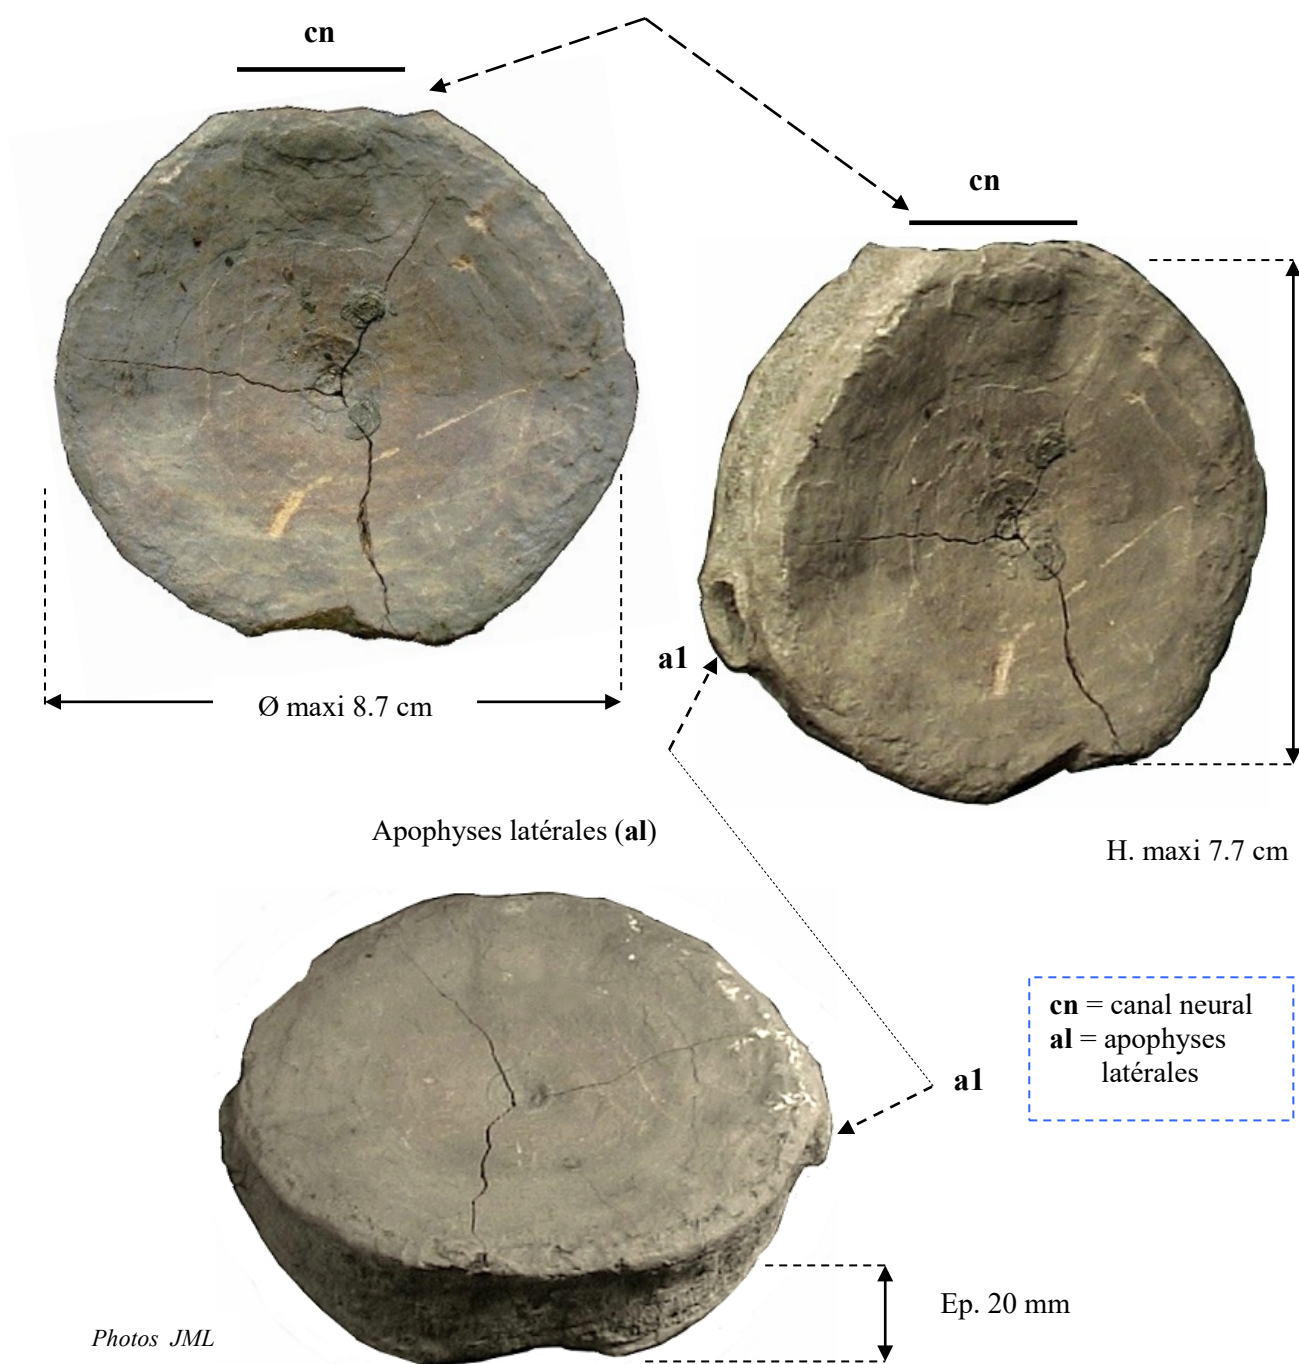 cn
cn
a1
Ø maxi 8.7 cm
Apophyses latérales (al)
H. maxi 7.7 cm
cn = canal neural
al = apophyses
latérales
a1
Ep. 20 mm
Photos JML